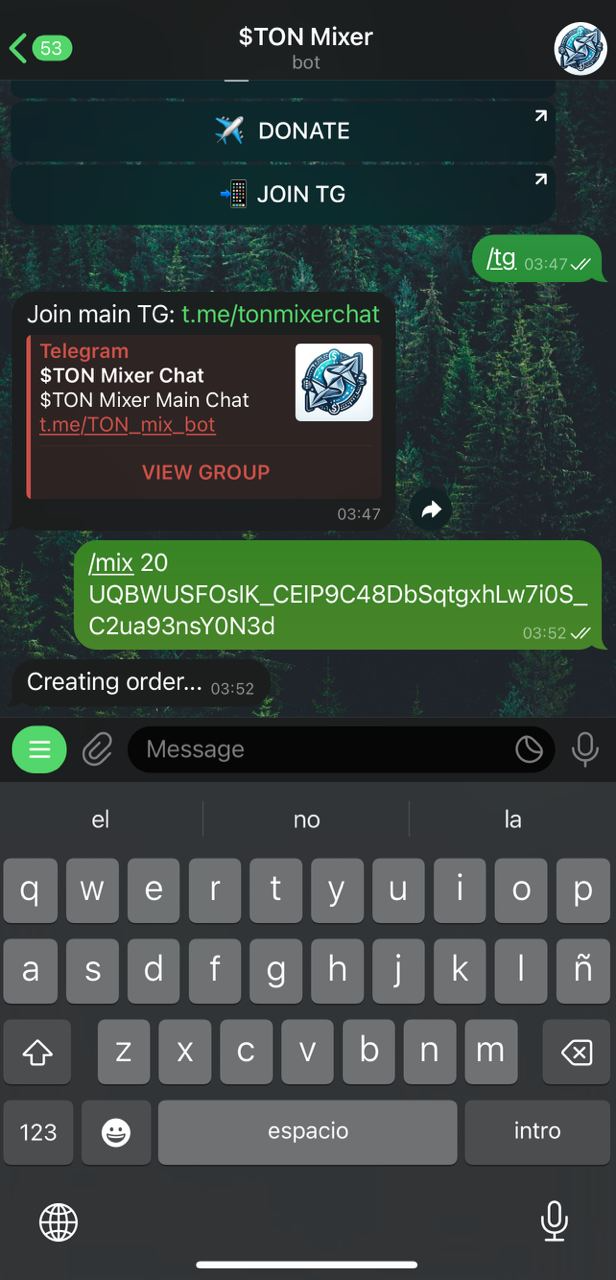 53
$TON Mixer
bot
DONATE
JOIN TG
/tg 03:47
Join main TG: t.me/tonmixerchat
Telegram
$TON Mixer Chat
$TON Mixer Main Chat
t.me/TON_mix_bot
VIEW GROUP
03:47
/mix 20
UQBWUSFOslK_CEIP9C48DbSqtgxhLw7i0S_
C2ua93nsY0N3d 03:52
Creating order... 03:52
Message
el no la
q w e r t y u i o p
a s d f g h j k l ñ
z x c v b n m
123 espacio intro